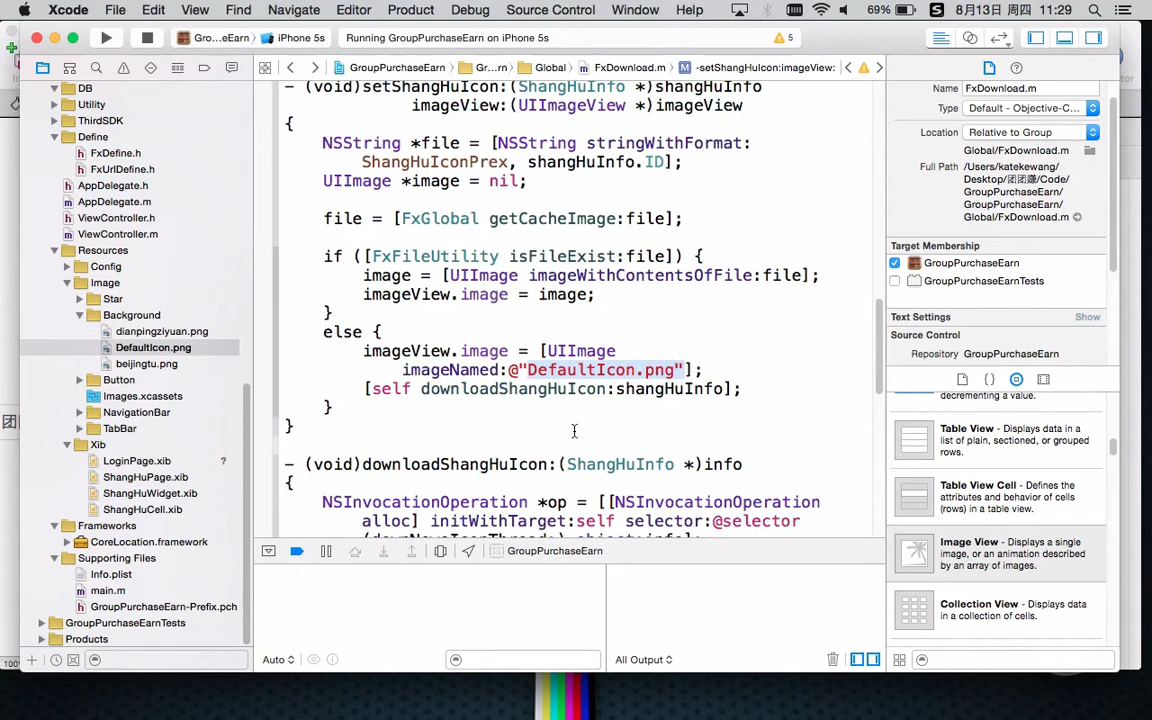 Xcode File Edit View Find Navigate Editor Product Debug Source Control Window Help 69% 8月13日 周四 11:29
Gro...eEarn iPhone 5s Running GroupPurchaseEarn on iPhone 5s 5
GroupPurchaseEarn Gr...rn Global FxDownload.m -setShangHuIcon:imageView:
DB
Utility
ThirdSDK
Define
FxDefine.h
FxUrlDefine.h
AppDelegate.h
AppDelegate.m
ViewController.h
ViewController.m
Resources
Config
Image
Star
Background
dianpingziyuan.png
DefaultIcon.png
beijingtu.png
Button
Images.xcassets
NavigationBar
TabBar
Xib
LoginPage.xib ?
ShangHuPage.xib
ShangHuWidget.xib
ShangHuCell.xib
Frameworks
CoreLocation.framework
Supporting Files
Info.plist
main.m
GroupPurchaseEarn-Prefix.pch
GroupPurchaseEarnTests
Products
- (void)setShangHuIcon:(ShangHuInfo *)shangHuInfo
imageView:(UIImageView *)imageView
{
NSString *file = [NSString stringWithFormat:
ShangHuIconPrex, shangHuInfo.ID];
UIImage *image = nil;
file = [FxGlobal getCacheImage:file];
if ([FxFileUtility isFileExist:file]) {
image = [UIImage imageWithContentsOfFile:file];
imageView.image = image;
}
else {
imageView.image = [UIImage
imageNamed:@"DefaultIcon.png"];
[self downloadShangHuIcon:shangHuInfo];
}
}
- (void)downloadShangHuIcon:(ShangHuInfo *)info
{
NSInvocationOperation *op = [[NSInvocationOperation
alloc] initWithTarget:self selector:@selector
GroupPurchaseEarn
Auto
All Output
Name FxDownload.m
Type Default - Objective-C...
Location Relative to Group
Global/FxDownload.m
Full Path /Users/katekewang/
Desktop/团团赚/Code/
GroupPurchaseEarn/
GroupPurchaseEarn/
Global/FxDownload.m
Target Membership
GroupPurchaseEarn
GroupPurchaseEarnTests
Text Settings Show
Source Control
Repository GroupPurchaseEarn
decrementing a value.
Table View - Displays data in
a list of plain, sectioned, or grouped
rows.
Table View Cell - Defines the
attributes and behavior of cells
(rows) in a table view.
Image View - Displays a single
image, or an animation described
by an array of images.
Collection View - Displays data
in a collection of cells.